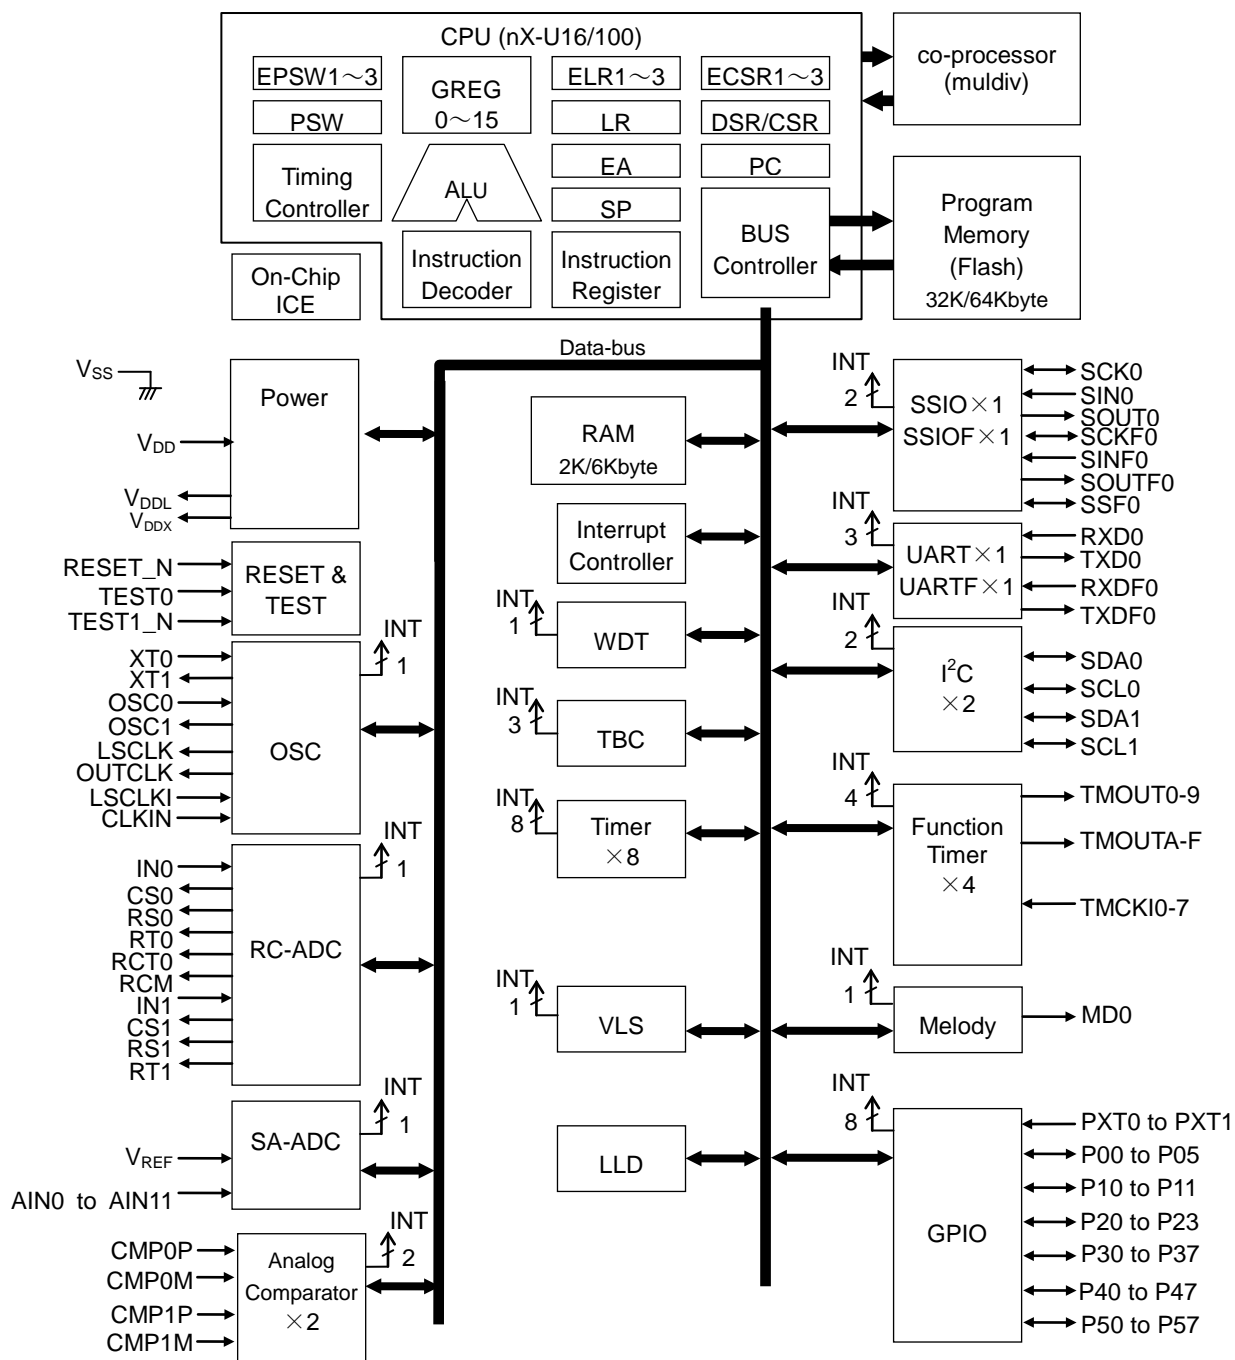 CPU (nX-U16/100)
EPSW1～3
GREG
0～15
ELR1～3
ECSR1～3
PSW
LR
DSR/CSR
Timing
Controller
ALU
EA
PC
SP
BUS
Controller
Instruction
Decoder
Instruction
Register
On-Chip
ICE
co-processor
(muldiv)
Program
Memory
(Flash)
32K/64Kbyte
Data-bus
VSS
VDD
VDDL
VDDX
Power
RESET_N
TEST0
TEST1_N
RESET &
TEST
XT0
XT1
OSC0
OSC1
LSCLK
OUTCLK
LSCLKI
CLKIN
OSC
INT
1
IN0
CS0
RS0
RT0
RCT0
RCM
IN1
CS1
RS1
RT1
RC-ADC
INT
1
VREF
AIN0 to AIN11
SA-ADC
INT
1
CMP0P
CMP0M
CMP1P
CMP1M
Analog
Comparator
×2
INT
2
RAM
2K/6Kbyte
Interrupt
Controller
INT
1
WDT
INT
3
TBC
INT
8
Timer
×8
INT
1
VLS
LLD
INT
2
SSIO×1
SSIOF×1
SCK0
SIN0
SOUT0
SCKF0
SINF0
SOUTF0
SSF0
INT
3
UART×1
UARTF×1
RXD0
TXD0
RXDF0
TXDF0
INT
2
I²C
×2
SDA0
SCL0
SDA1
SCL1
INT
4
Function
Timer
×4
TMOUT0-9
TMOUTA-F
TMCKI0-7
INT
1
Melody
MD0
INT
8
GPIO
PXT0 to PXT1
P00 to P05
P10 to P11
P20 to P23
P30 to P37
P40 to P47
P50 to P57